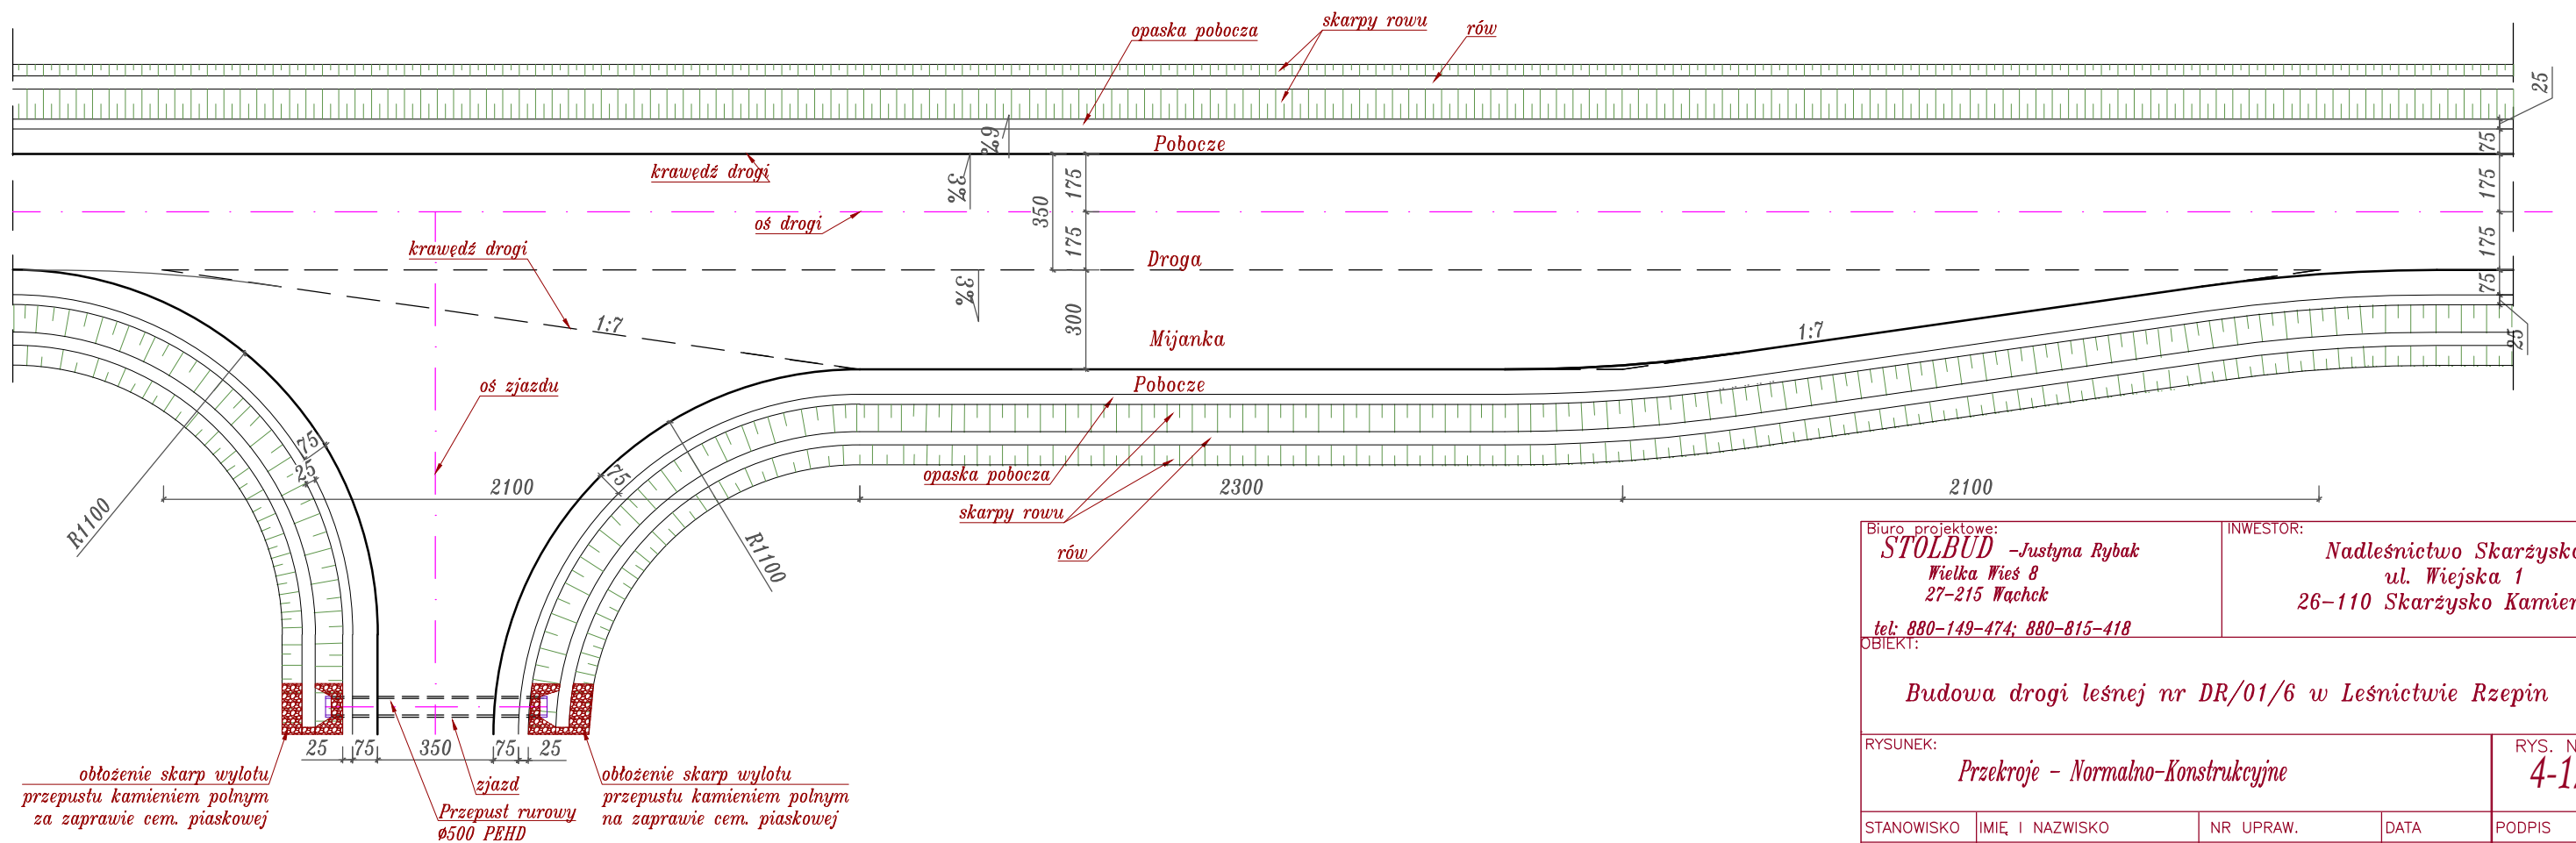 skarpy rowu
opaska pobocza
rów
25
6%
Pobocze
75
krawędź drogi
3%
350
175
175
oś drogi
175
175
krawędź drogi
Droga
3%
75
1:7
300
1:7
Mijanka
25
oś zjazdu
Pobocze
75
25
75
opaska pobocza
2100
2300
2100
R1100
skarpy rowu
R1100
rów
Biuro projektowe:
STOLBUD -Justyna Rybak
Wielka Wieś 8
27-215 Wąchck
tel: 880-149-474; 880-815-418
INWESTOR:
Nadleśnictwo Skarżysko
ul. Wiejska 1
26-110 Skarżysko
OBIEKT:
Budowa drogi leśnej nr DR/01/6 w Leśnictwie Rzepin
RYSUNEK:
Przekroje - Normalno-Konstrukcyjne
RYS.
STANOWISKO
IMIĘ I NAZWISKO
NR UPRAW.
DATA
PODPIS
25
75
350
75
25
obłożenie skarp wylotu
przepustu kamieniem polnym
za zaprawie cem. piaskowej
zjazd
Przepust rurowy
ø500 PEHD
obłożenie skarp wylotu
przepustu kamieniem polnym
na zaprawie cem. piaskowej